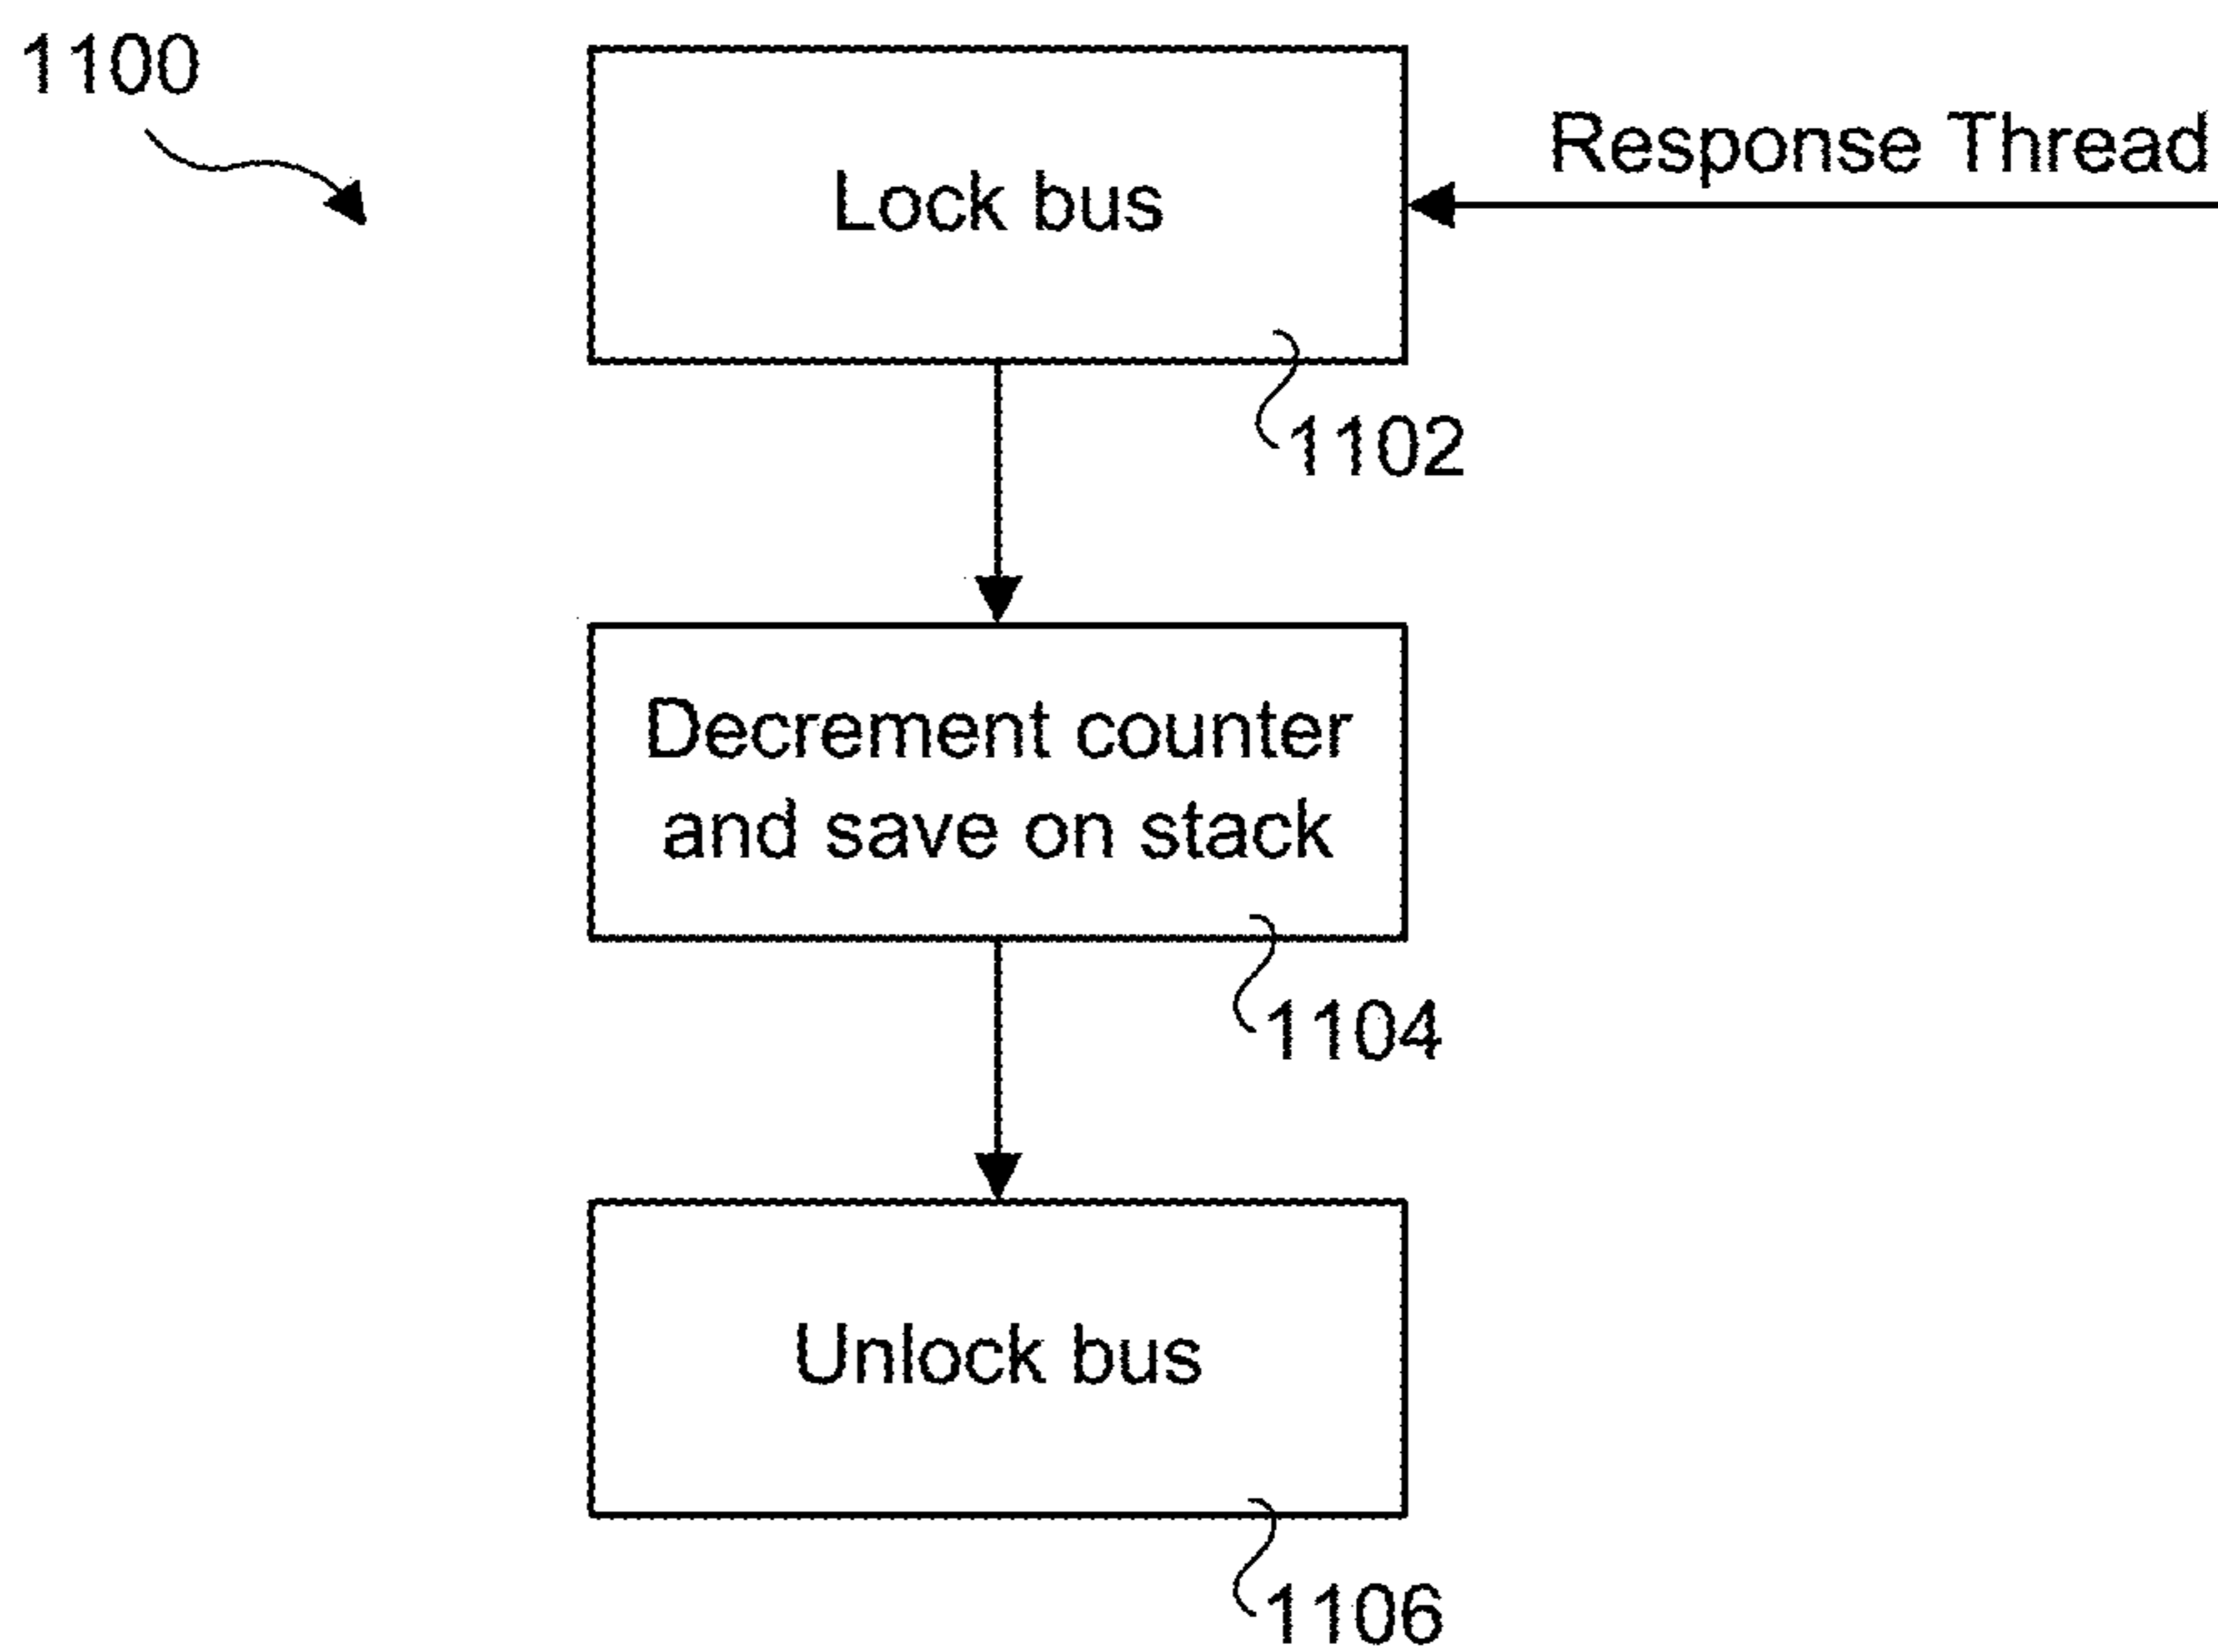 1100
Response Thread
Lock bus
1102
Decrement counter
and save on stack
1104
Unlock bus
1106